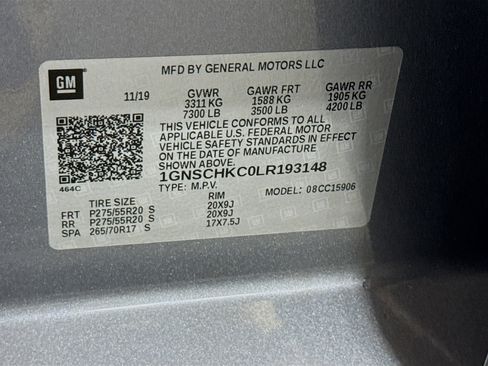 GM
MFD BY GENERAL MOTORS LLC
11/19 GVWR GAWR FRT GAWR RR
3311 KG 1588 KG 1905 KG
7300 LB 3500 LB 4200 LB
THIS VEHICLE CONFORMS TO ALL
APPLICABLE U.S. FEDERAL MOTOR
VEHICLE SAFETY STANDARDS IN EFFECT
ON THE DATE OF MANUFACTURE
SHOWN ABOVE.
1GNSCHKC0LR193148
464C TYPE: M.P.V. MODEL: 08CC15906
TIRE SIZE RIM
FRT P275/55R20 S 20X9J
RR P275/55R20 S 20X9J
SPA 265/70R17 S 17X7.5J